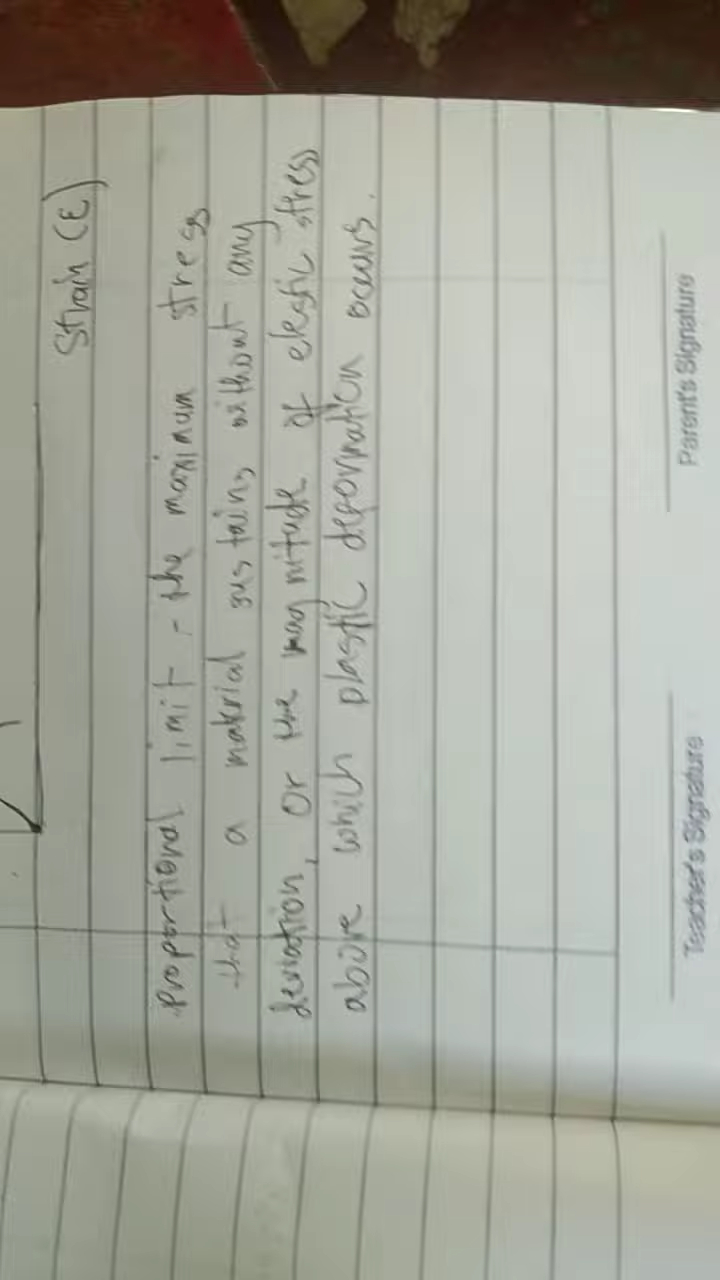 Strain (E)
proportional limit - the maximum stress
that a material sustains without any
deviation, or the magnitude of elastic stress
above which plastic deformation occurs.
Teacher's Signature Parent's Signature